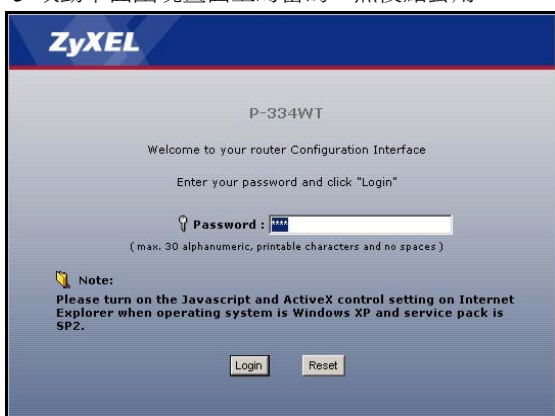 ZyXEL
P-334WT
Welcome to your router Configuration Interface
Enter your password and click "Login"
Password : ****
( max. 30 alphanumeric, printable characters and no spaces )
Note:
Please turn on the Javascript and ActiveX control setting on Internet
Explorer when operating system is Windows XP and service pack is
SP2.
Login Reset